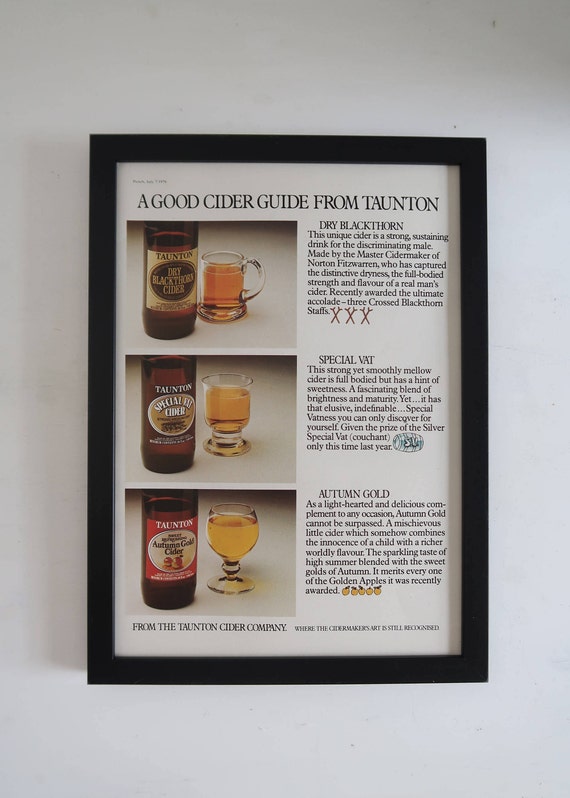 Punch, July 7 1976
A GOOD CIDER GUIDE FROM TAUNTON
TAUNTON
DRY
BLACKTHORN
CIDER
DRY BLACKTHORN
This unique cider is a strong, sustaining
drink for the discriminating male.
Made by the Master Cidermaker of
Norton Fitzwarren, who has captured
the distinctive dryness, the full-bodied
strength and flavour of a real man's
cider. Recently awarded the ultimate
accolade – three Crossed Blackthorn
Staffs.
TAUNTON
SPECIAL VAT
CIDER
SPECIAL VAT
This strong yet smoothly mellow
cider is full bodied but has a hint of
sweetness. A fascinating blend of
brightness and maturity. Yet...it has
that elusive, indefinable...Special
Vatness you can only discover for
yourself. Given the prize of the Silver
Special Vat (couchant)
only this time last year.
TAUNTON
SWEET
REFRESHING
Autumn Gold
Cider
AUTUMN GOLD
As a light-hearted and delicious com-
plement to any occasion, Autumn Gold
cannot be surpassed. A mischievous
little cider which somehow combines
the innocence of a child with a richer
worldly flavour. The sparkling taste of
high summer blended with the sweet
golds of Autumn. It merits every one
of the Golden Apples it was recently
awarded.
FROM THE TAUNTON CIDER COMPANY. WHERE THE CIDERMAKER'S ART IS STILL RECOGNISED